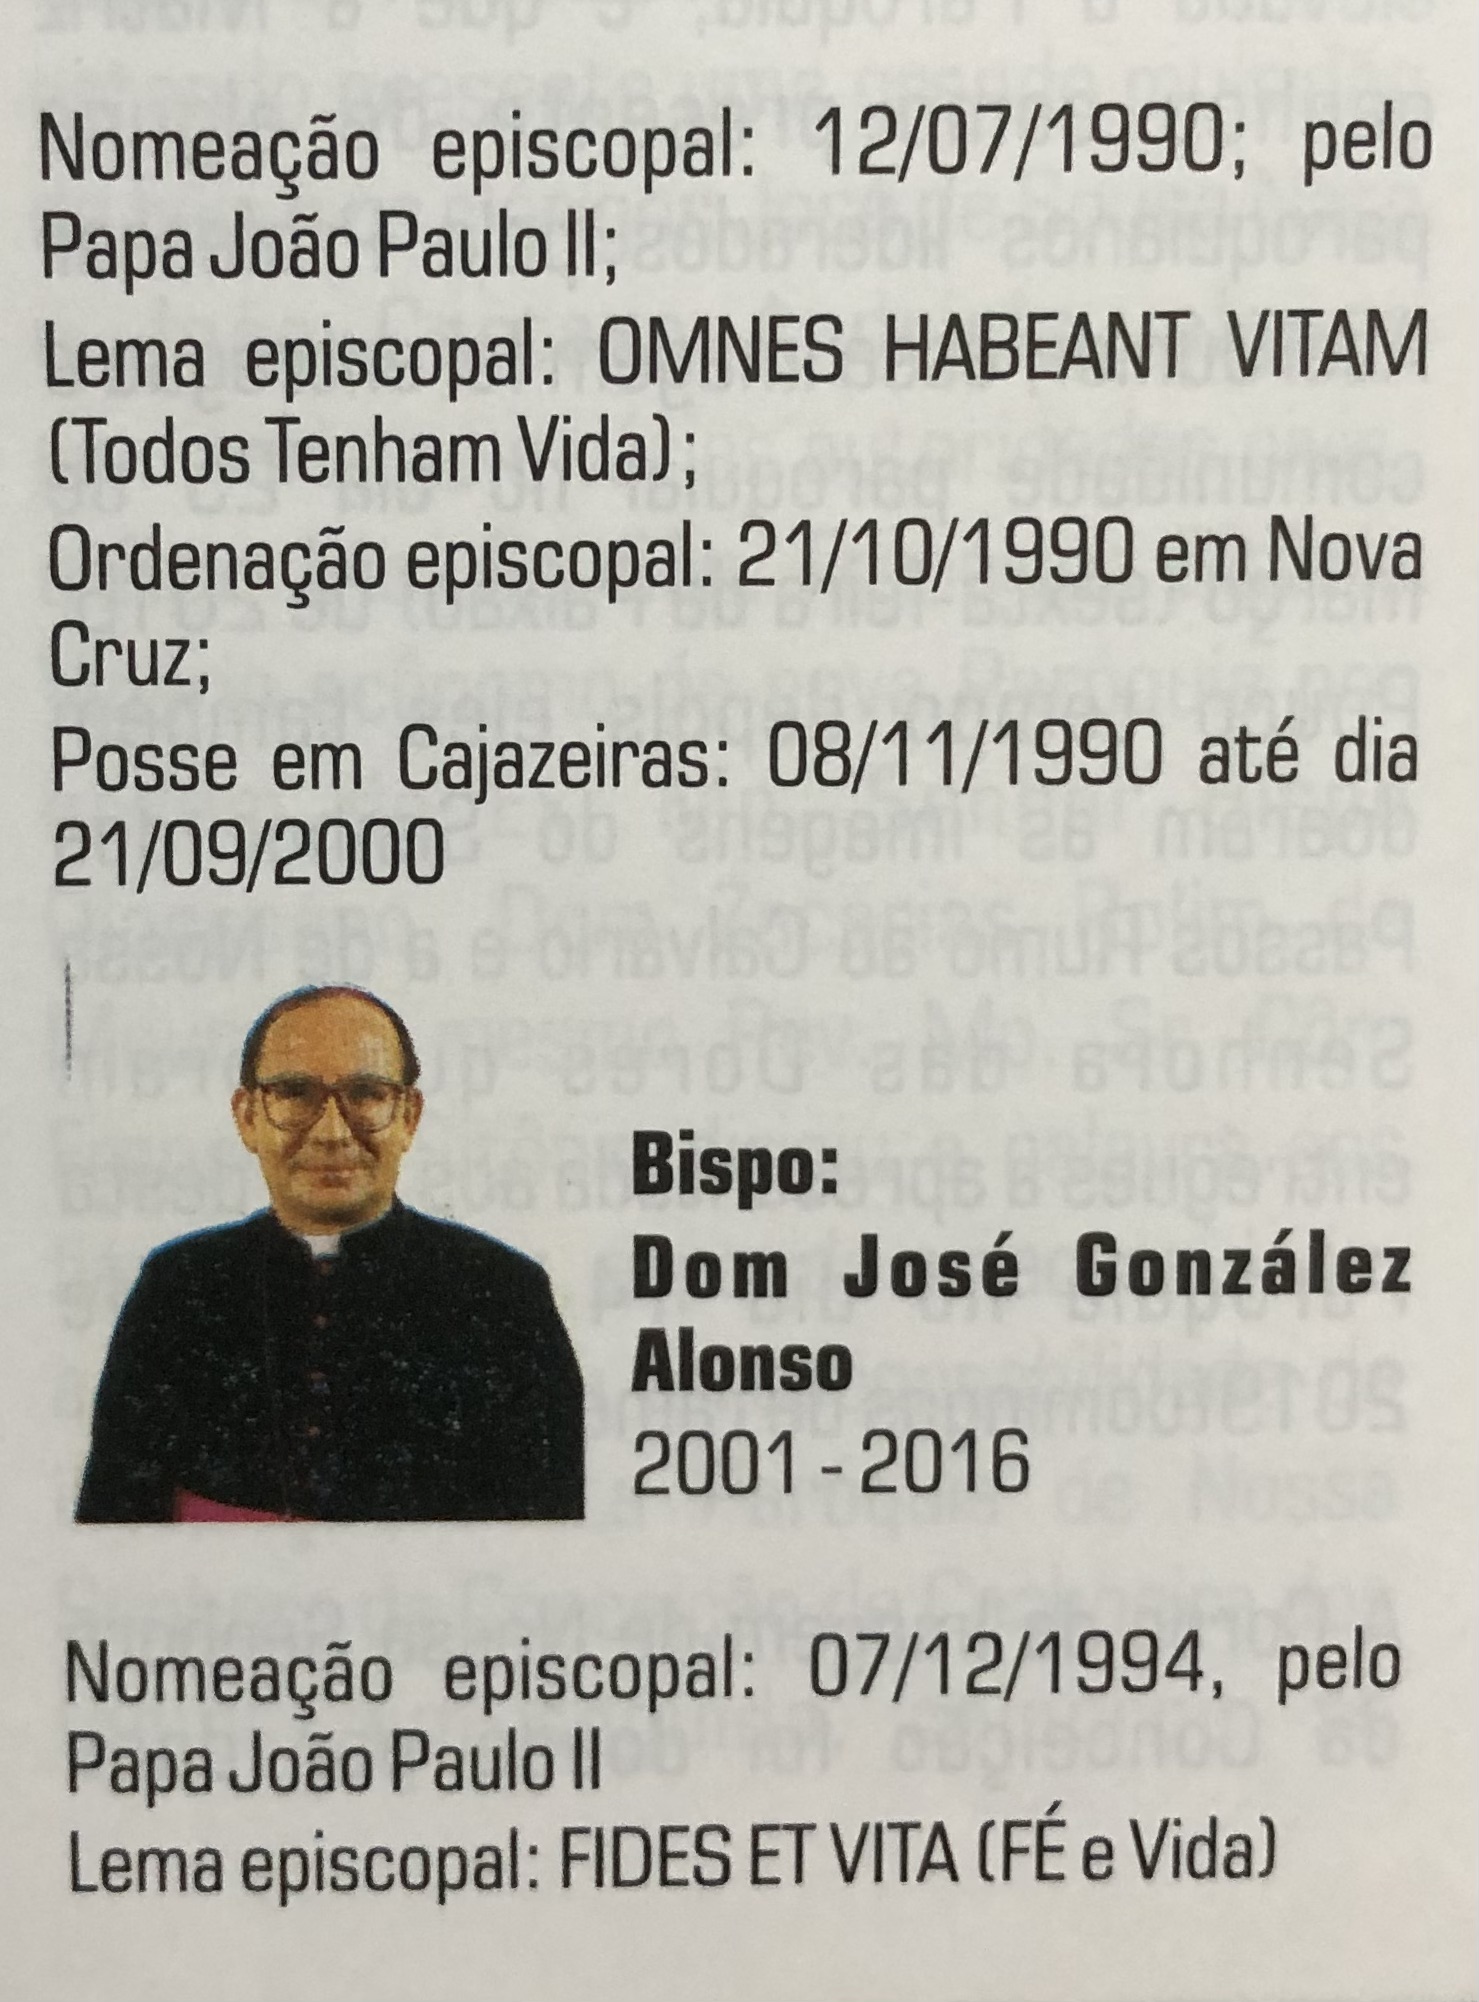 Nomeação episcopal: 12/07/1990; pelo
Papa João Paulo II;
Lema episcopal: OMNES HABEANT VITAM
(Todos Tenham Vida);
Ordenação episcopal: 21/10/1990 em Nova
Cruz;
Posse em Cajazeiras: 08/11/1990 até dia
21/09/2000
Bispo:
Dom José González
Alonso
2001 - 2016
Nomeação episcopal: 07/12/1994, pelo
Papa João Paulo II
Lema episcopal: FIDES ET VITA (FÉ e Vida)